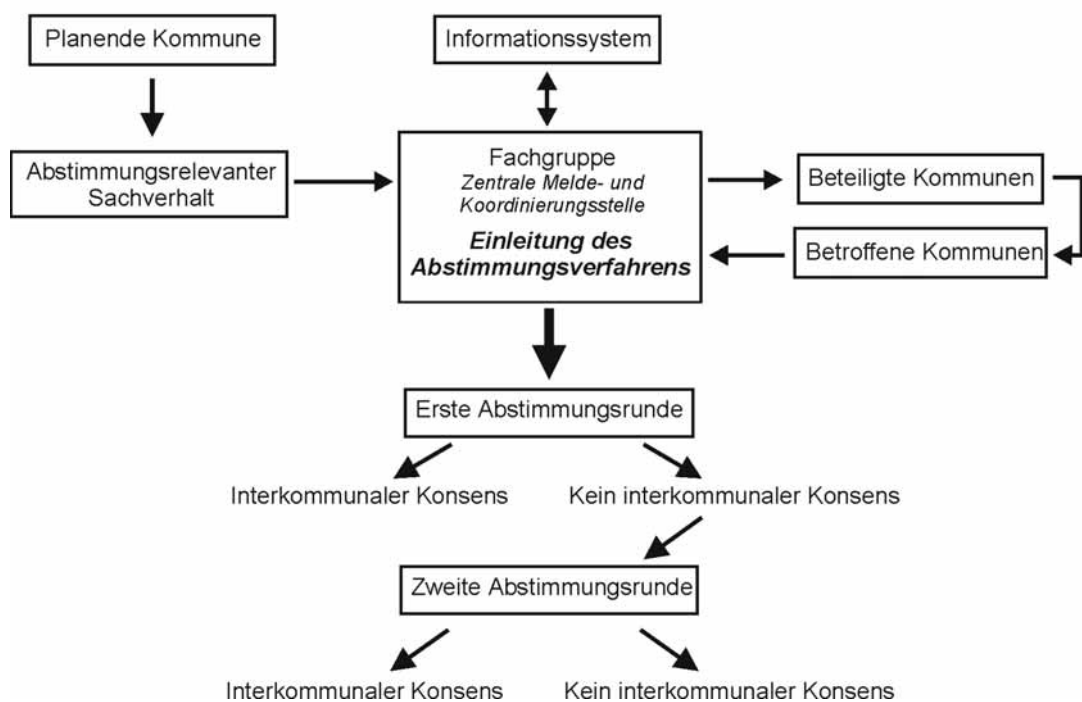 Planende Kommune
Informationssystem
Abstimmungsrelevanter
Sachverhalt
Fachgruppe
Zentrale Melde- und
Koordinierungsstelle
Einleitung des
Abstimmungsverfahrens
Beteiligte Kommunen
Betroffene Kommunen
Erste Abstimmungsrunde
Interkommunaler Konsens
Kein interkommunaler Konsens
Zweite Abstimmungsrunde
Interkommunaler Konsens
Kein interkommunaler Konsens